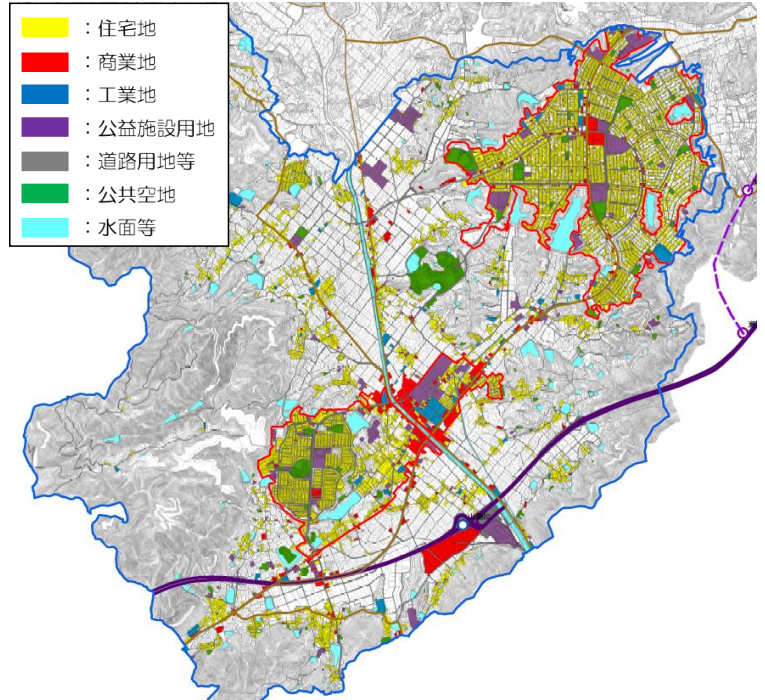 ：住宅地
：商業地
：工業地
：公益施設用地
：道路用地等
：公共空地
：水面等